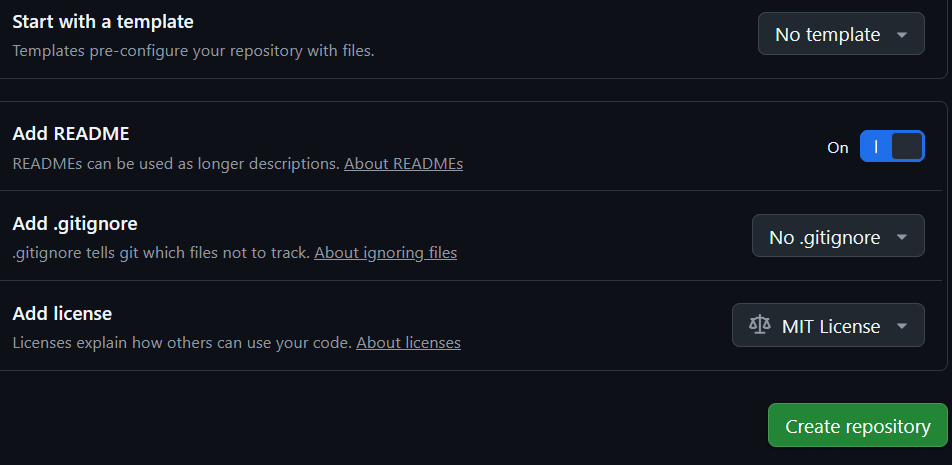 Start with a template
Templates pre-configure your repository with files.
No template
Add README
READMEs can be used as longer descriptions. About READMEs
On
Add .gitignore
.gitignore tells git which files not to track. About ignoring files
No .gitignore
Add license
Licenses explain how others can use your code. About licenses
MIT License
Create repository